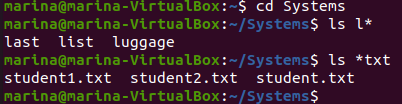 marina@marina-VirtualBox:~$ cd Systems
marina@marina-VirtualBox:~/Systems$ ls l*
last  list  luggage
marina@marina-VirtualBox:~/Systems$ ls *txt
student1.txt  student2.txt  student.txt
marina@marina-VirtualBox:~/Systems$